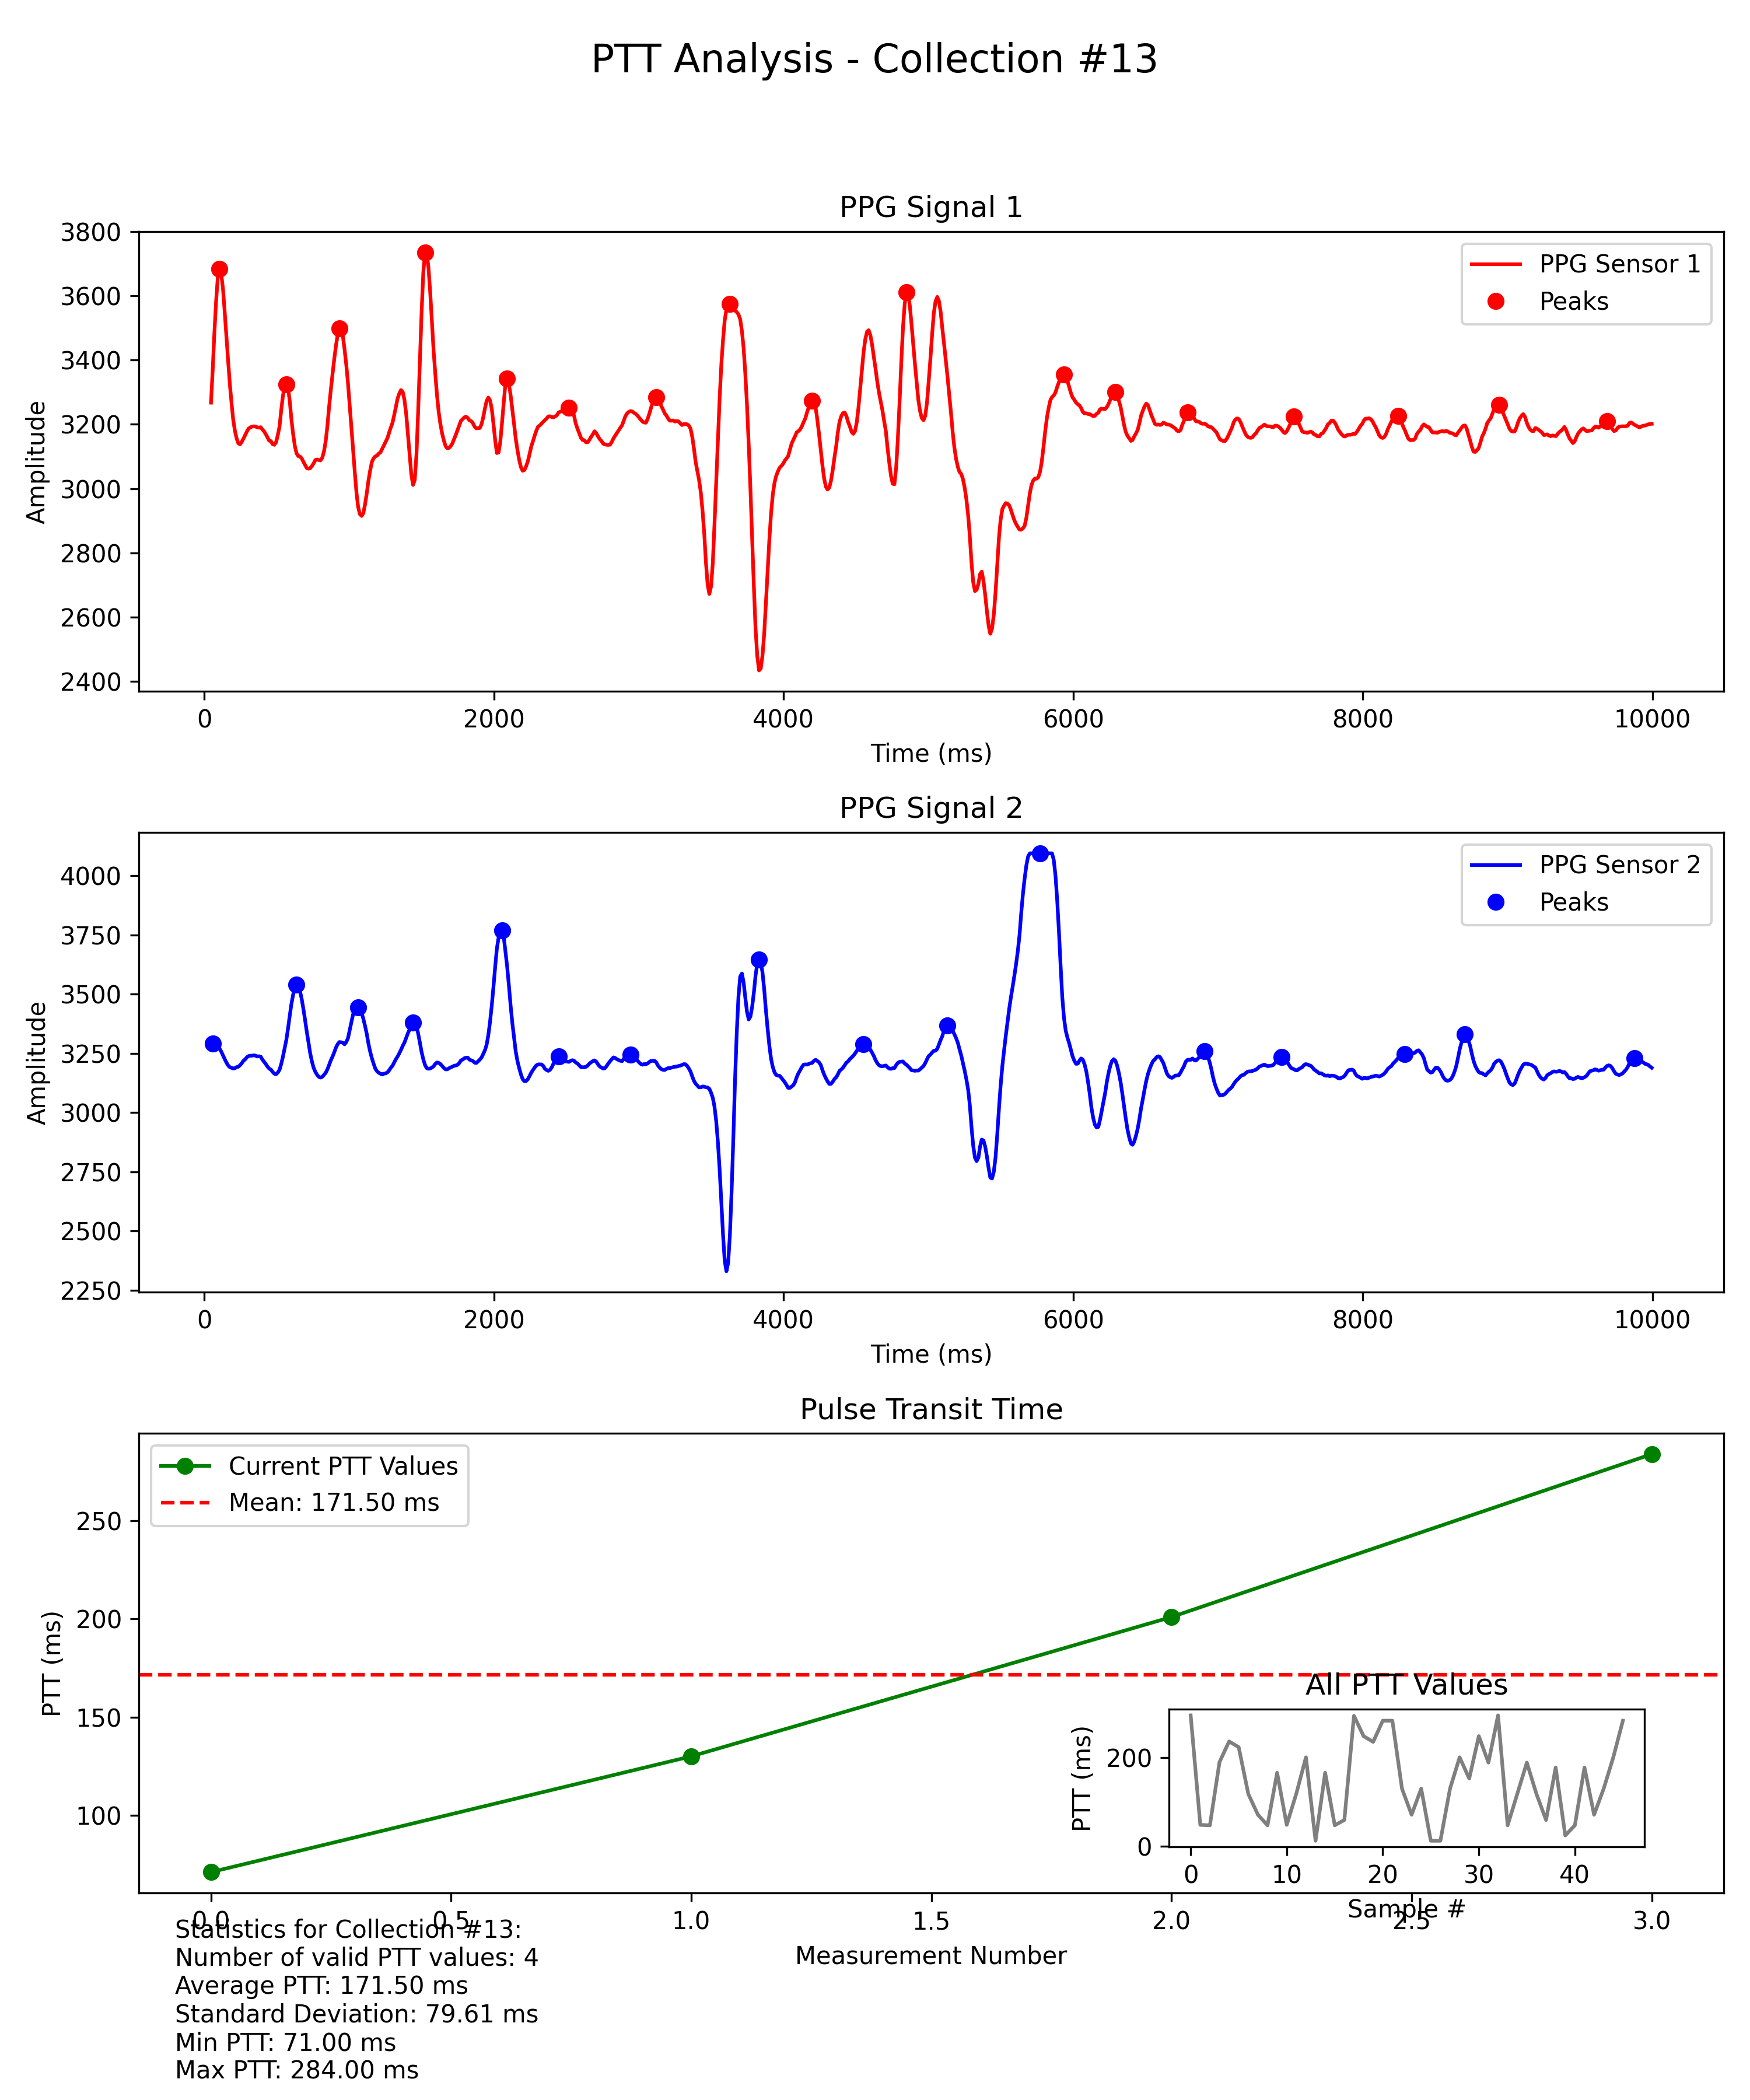 PTT Analysis - Collection #13
PPG Signal 1
3800
3600
3400
3200
3000
2800
2600
2400
Amplitude
PPG Sensor 1
Peaks
0 2000 4000 6000 8000 10000
Time (ms)
PPG Signal 2
4000
3750
3500
3250
3000
2750
2500
2250
Amplitude
PPG Sensor 2
Peaks
0 2000 4000 6000 8000 10000
Time (ms)
Pulse Transit Time
Current PTT Values
Mean: 171.50 ms
250
200
150
100
PTT (ms)
All PTT Values
PTT (ms)
200
0
0 10 20 30 40
Sample #
0.0 0.5 1.0 1.5 2.0 2.5 3.0
Measurement Number
Statistics for Collection #13:
Number of valid PTT values: 4
Average PTT: 171.50 ms
Standard Deviation: 79.61 ms
Min PTT: 71.00 ms
Max PTT: 284.00 ms